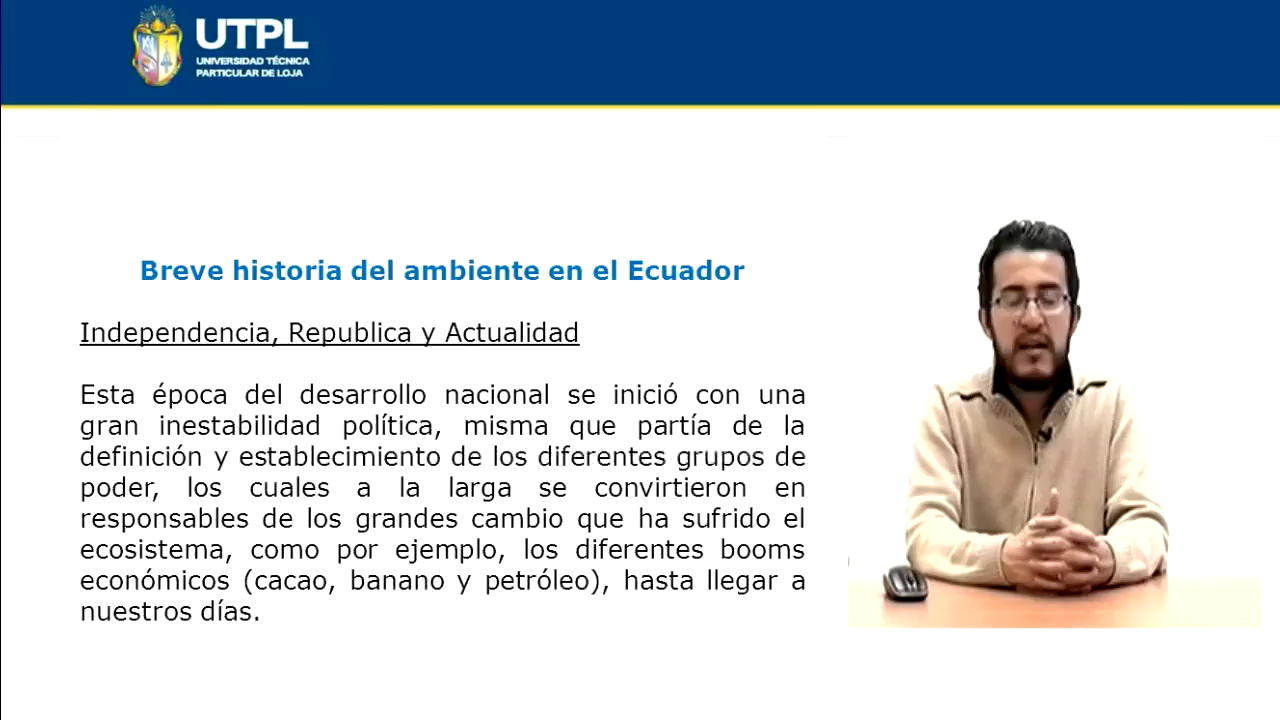 UTPL
UNIVERSIDAD TÉCNICA
PARTICULAR DE LOJA
Breve historia del ambiente en el Ecuador
Independencia, Republica y Actualidad
Esta época del desarrollo nacional se inició con una
gran inestabilidad política, misma que partía de la
definición y establecimiento de los diferentes grupos de
poder, los cuales a la larga se convirtieron en
responsables de los grandes cambio que ha sufrido el
ecosistema, como por ejemplo, los diferentes booms
económicos (cacao, banano y petróleo), hasta llegar a
nuestros días.